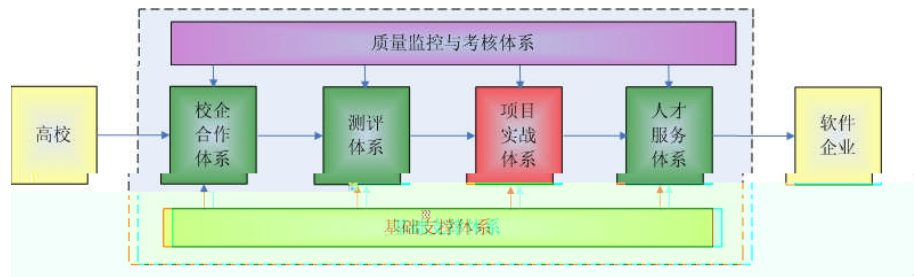 质量监控与考核体系
高校
校企
合作
体系
测评
体系
项目
实战
体系
人才
服务
体系
软件
企业
基础支撑体系